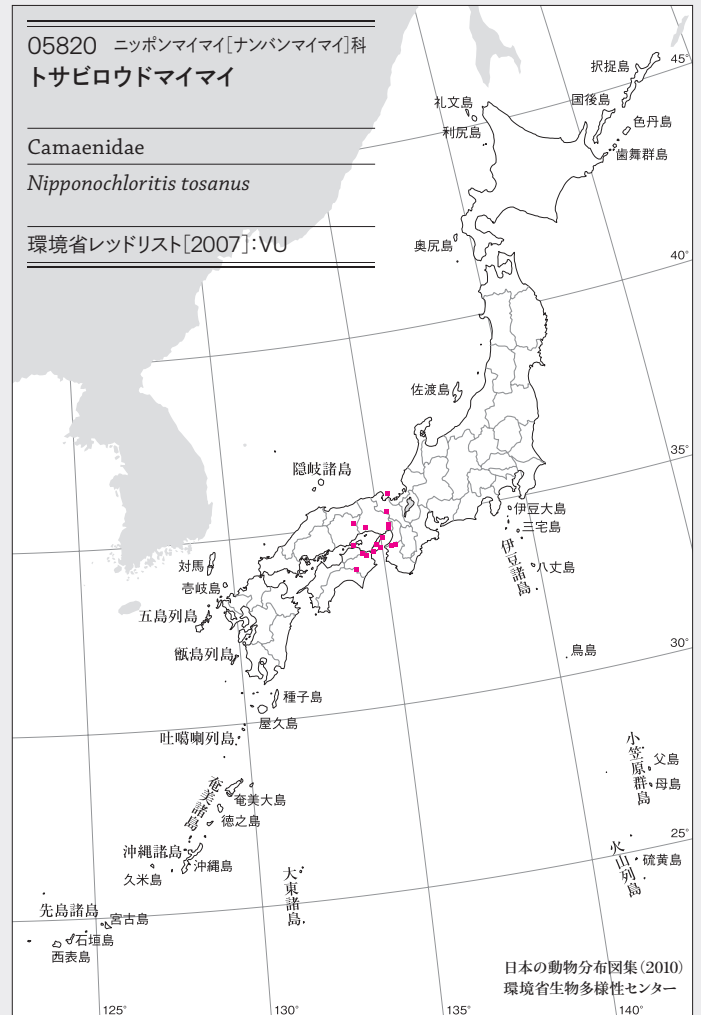 05820 ニッポンマイマイ[ナンバンマイマイ]科
トサビロウドマイマイ
Camaenidae
Nipponochloritis tosanus
環境省レッドリスト[2007]:VU
択捉島
45°
礼文島
国後島
利尻島
色丹島
歯舞群島
奥尻島
40°
佐渡島
35°
隠岐諸島
伊豆大島
三宅島
伊豆諸島
八丈島
対馬
壱岐島
五島列島
甑島列島
鳥島
30°
種子島
屋久島
吐噶喇列島
小笠原群島
父島
母島
奄美諸島
奄美大島
徳之島
25°
沖縄諸島
沖縄島
久米島
火山列島
硫黄島
大東諸島
先島諸島
宮古島
石垣島
西表島
日本の動物分布図集(2010)
環境省生物多様性センター
125°
130°
135°
140°